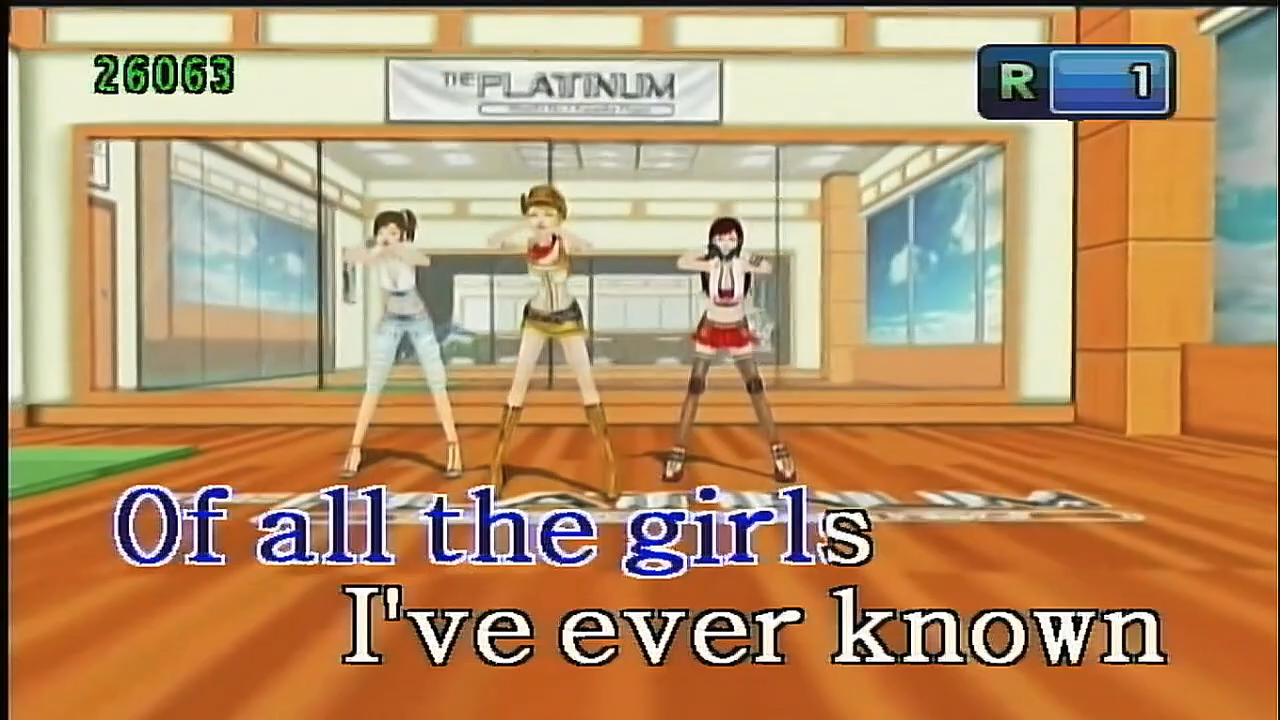 26063
THE PLATINUM
R 1
Of all the girls
I've ever known